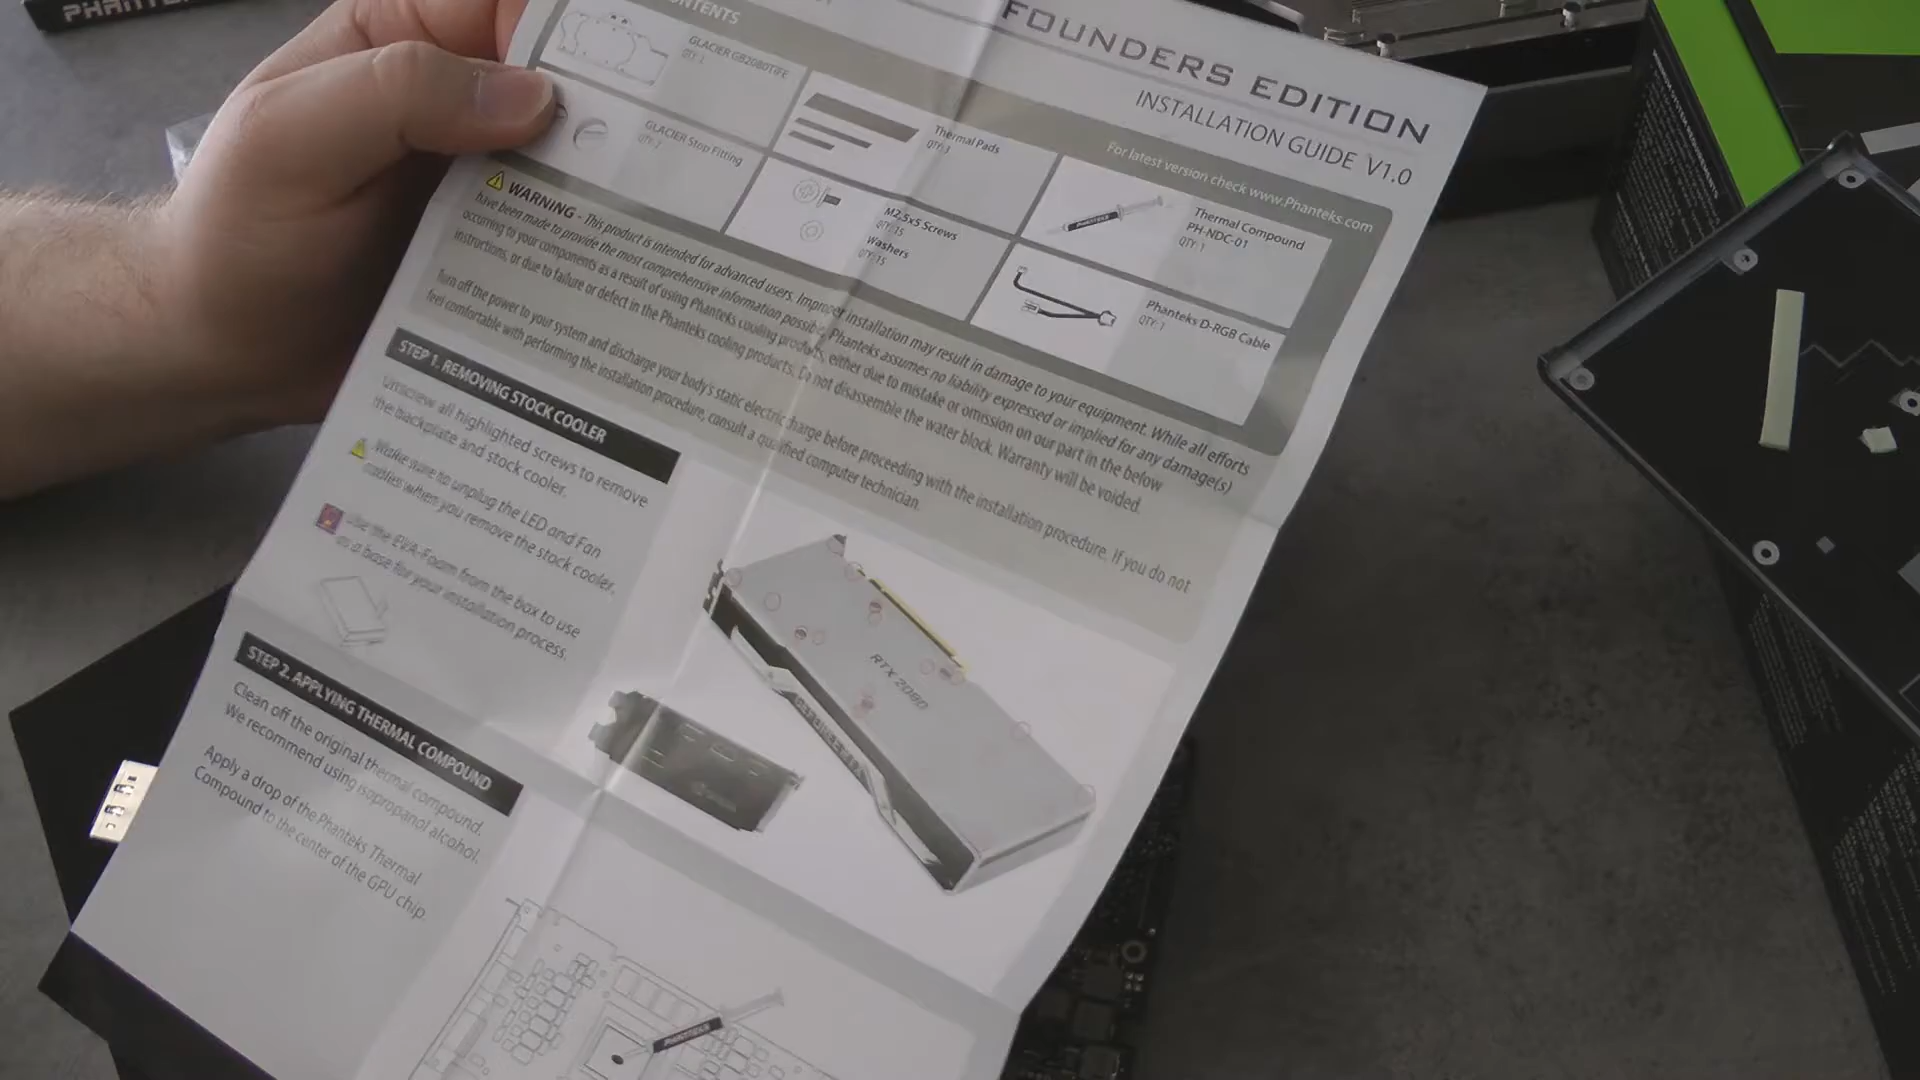 FOUNDERS EDITION
INSTALLATION GUIDE V1.0
For latest version check www.Phanteks.com
GLACIER GB2080TiFE
QTY: 1
GLACIER Stop Fitting
QTY: 2
Thermal Pads
QTY: 3
M2.5x5 Screws
QTY: 15
Washers
QTY: 15
Thermal Compound
PH-NDC-01
QTY: 1
Phanteks D-RGB Cable
QTY: 1
WARNING - This product is intended for advanced users. Improper installation may result in damage to your equipment. While all efforts
have been made to provide the most comprehensive information possible, Phanteks assumes no liability expressed or implied for any damage(s)
occurring to your components as a result of using Phanteks cooling products, either due to mistake or omission on our part in the below
instructions, or due to failure or defect in the Phanteks cooling products. Do not disassemble the water block. Warranty will be voided.
Turn off the power to your system and discharge your body's static electric charge before proceeding with the installation procedure. If you do not
feel comfortable with performing the installation procedure, consult a qualified computer technician.
STEP 1. REMOVING STOCK COOLER
Unscrew all highlighted screws to remove
the backplate and stock cooler.
Make sure to unplug the LED and Fan
cables when you remove the stock cooler.
Use the EVA-Foam from the box to use
as a base for your installation process.
RTX 2080
STEP 2. APPLYING THERMAL COMPOUND
Clean off the original thermal compound.
We recommend using isopropanol alcohol.
Apply a drop of the Phanteks Thermal
Compound to the center of the GPU chip.
PHANTEKS